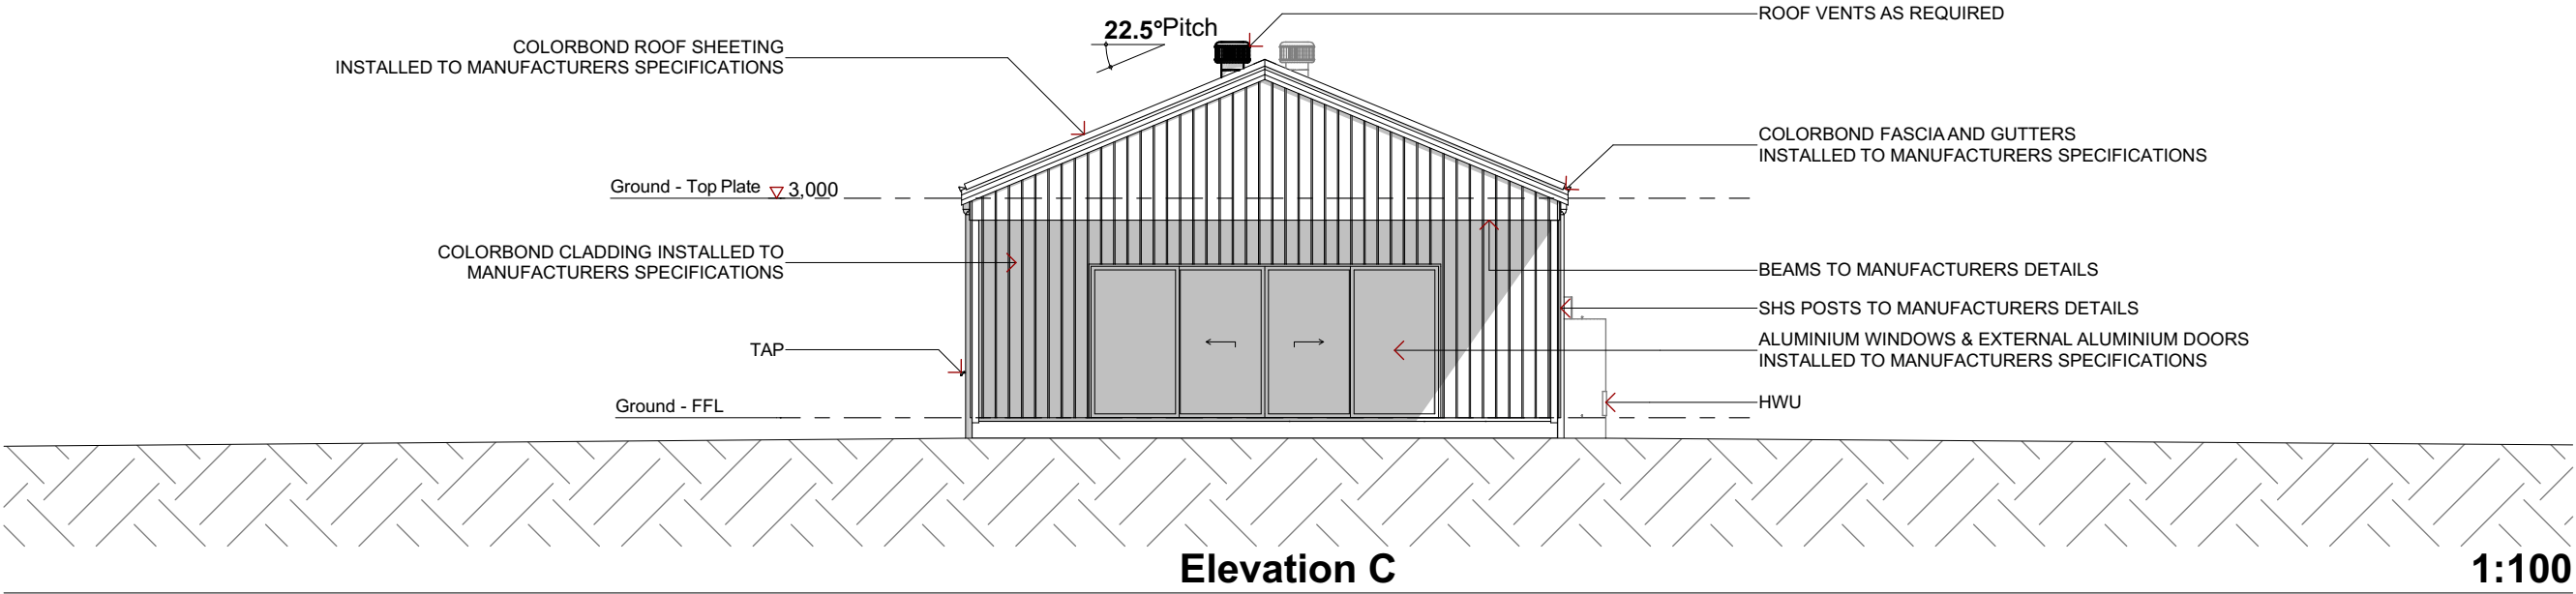 22.5°Pitch
ROOF VENTS AS REQUIRED
COLORBOND ROOF SHEETING
INSTALLED TO MANUFACTURERS SPECIFICATIONS
COLORBOND FASCIA AND GUTTERS
INSTALLED TO MANUFACTURERS SPECIFICATIONS
Ground - Top Plate 3,000
COLORBOND CLADDING INSTALLED TO
MANUFACTURERS SPECIFICATIONS
BEAMS TO MANUFACTURERS DETAILS
SHS POSTS TO MANUFACTURERS DETAILS
ALUMINIUM WINDOWS & EXTERNAL ALUMINIUM DOORS
INSTALLED TO MANUFACTURERS SPECIFICATIONS
TAP
Ground - FFL
HWU
Elevation C
1:100